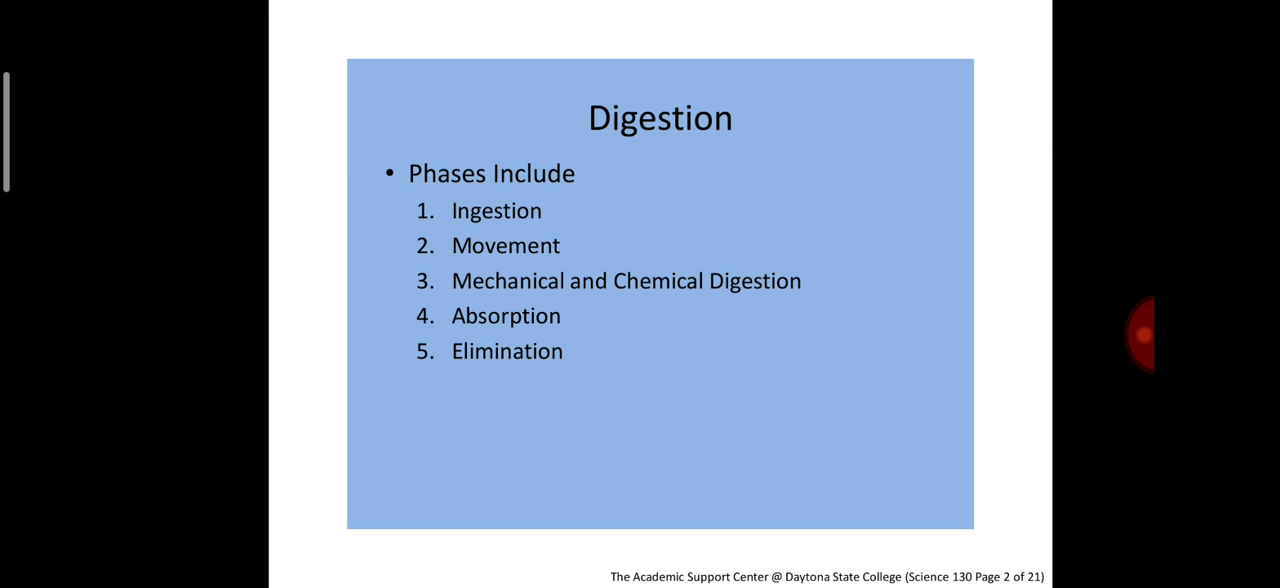 Digestion
• Phases Include
1. Ingestion
2. Movement
3. Mechanical and Chemical Digestion
4. Absorption
5. Elimination
The Academic Support Center @ Daytona State College (Science 130 Page 2 of 21)